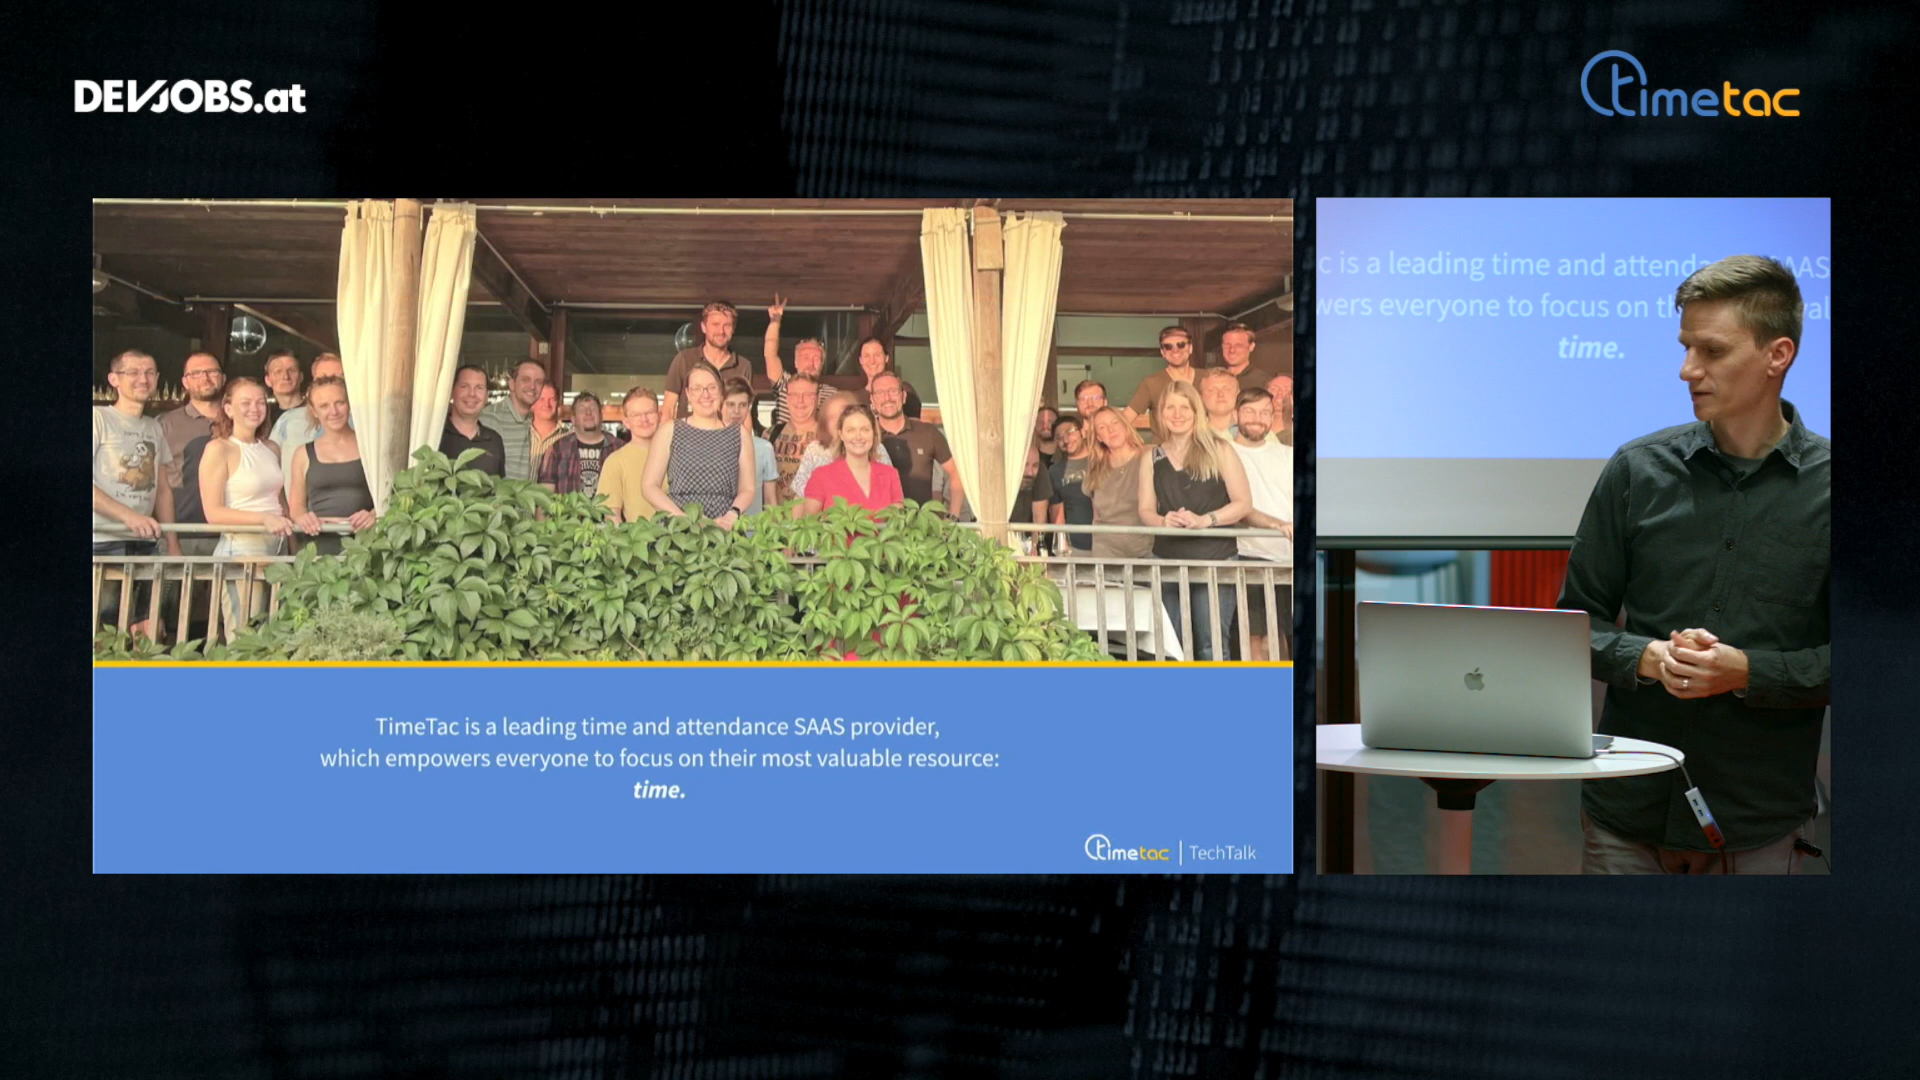 DEVJOBS.at
timetac
TimeTac is a leading time and attendance SAAS provider,
which empowers everyone to focus on their most valuable resource:
time.
timetac | TechTalk
c is a leading time and attenda AAS
wers everyone to focus on th val
time.